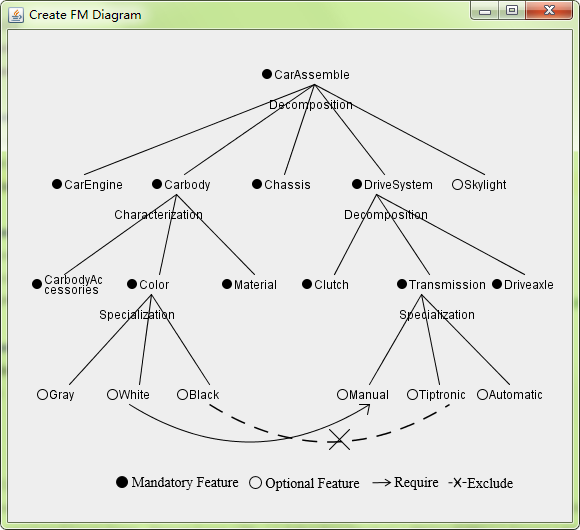 Create FM Diagram
CarAssemble
Decomposition
CarEngine
Carbody
Chassis
DriveSystem
Skylight
Characterization
Decomposition
CarbodyAc
cessories
Color
Material
Clutch
Transmission
Driveaxle
Specialization
Specialization
Gray
White
Black
Manual
Tiptronic
Automatic
Mandatory Feature
Optional Feature
Require
Exclude